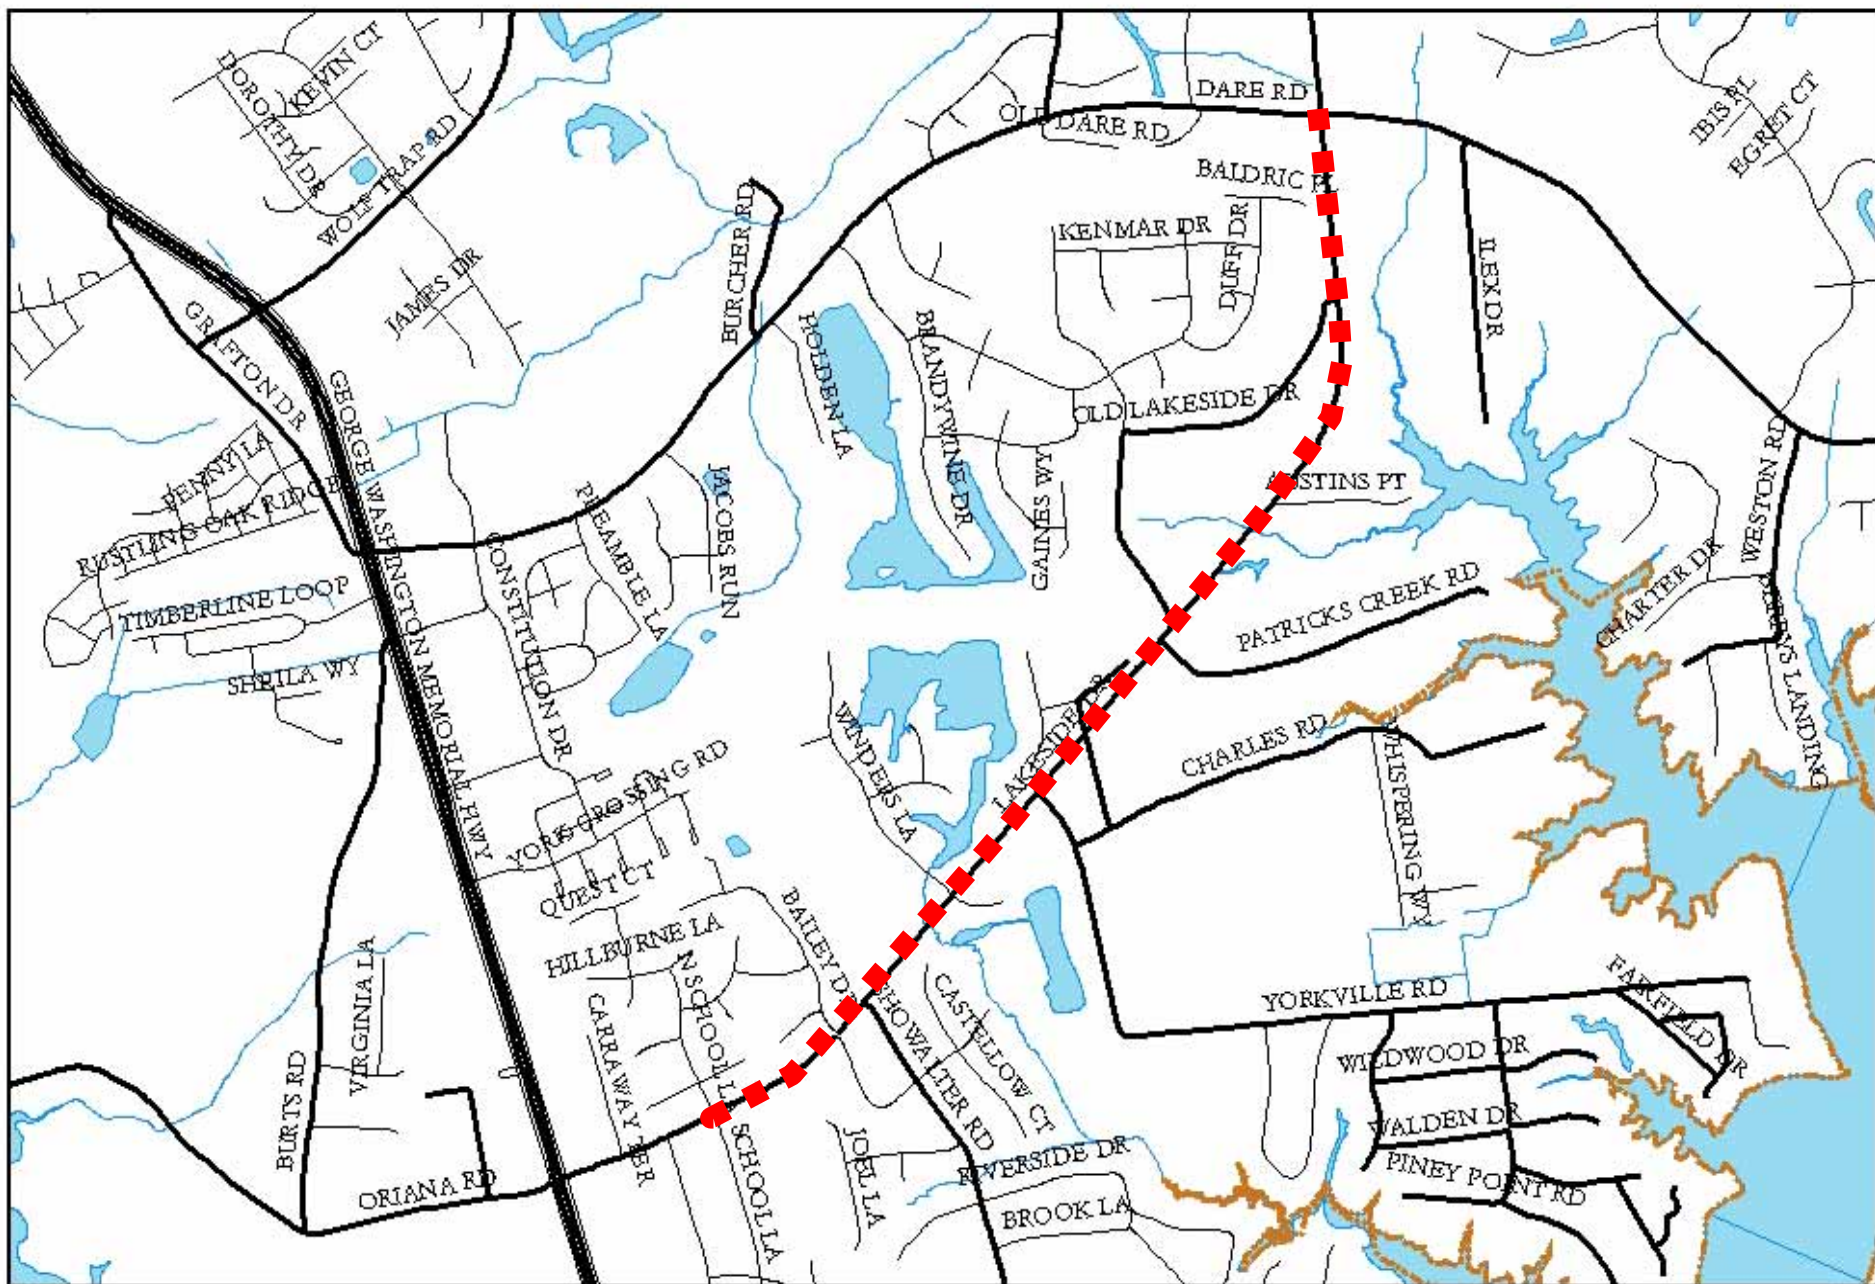 KEVIN CT
DOROTHY DR
WOLF TRAP RD
JAMES DR
GRAFTON DR
GEORGE WASHINGTON MEMORIAL HWY
BURCHER RD
DARE RD
OLD DARE RD
BALDRIC PL
KENMAR DR
DUFF DR
ILEX DR
IBIS PL
EGRET CT
HOLDEN LA
BRANDYWINE DR
OLD LAKESIDE DR
GAINES WY
AUSTINS PT
WESTON RD
PENNY LA
RUSTLING OAK RIDGE
TIMBERLINE LOOP
SHEILA WY
CONSTITUTION DR
PREAMBLE LA
JACOBS RUN
PATRICKS CREEK RD
CHARTER DR
PERRYS LANDING
WINDERS LA
LAKESIDE DR
CHARLES RD
WHISPERING WY
YORK CROSSING RD
QUEST CT
HILLBURNE LA
BAILEY DR
N SCHOOL LA
CARRAWAY TER
SCHOOL LA
VIRGINIA LA
BURTS RD
ORIANA RD
SHOWALTER RD
CASTELLOW CT
JOEL LA
RIVERSIDE DR
BROOK LA
YORKVILLE RD
FAIRFIELD DR
WILDWOOD DR
WALDEN DR
PINEY POINT RD